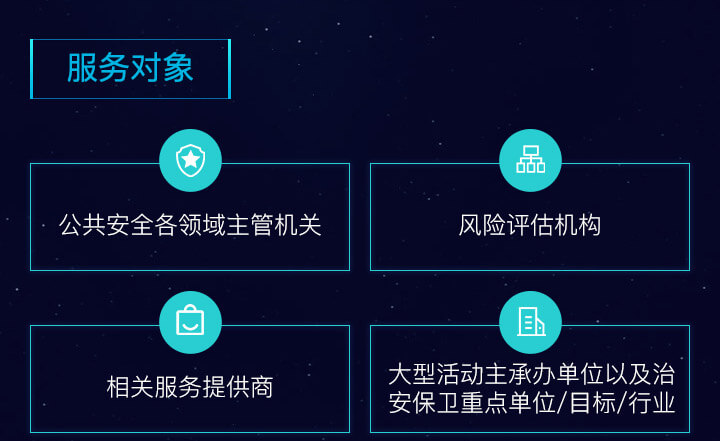 服务对象
公共安全各领域主管机关
风险评估机构
相关服务提供商
大型活动主承办单位以及治
安保卫重点单位/目标/行业